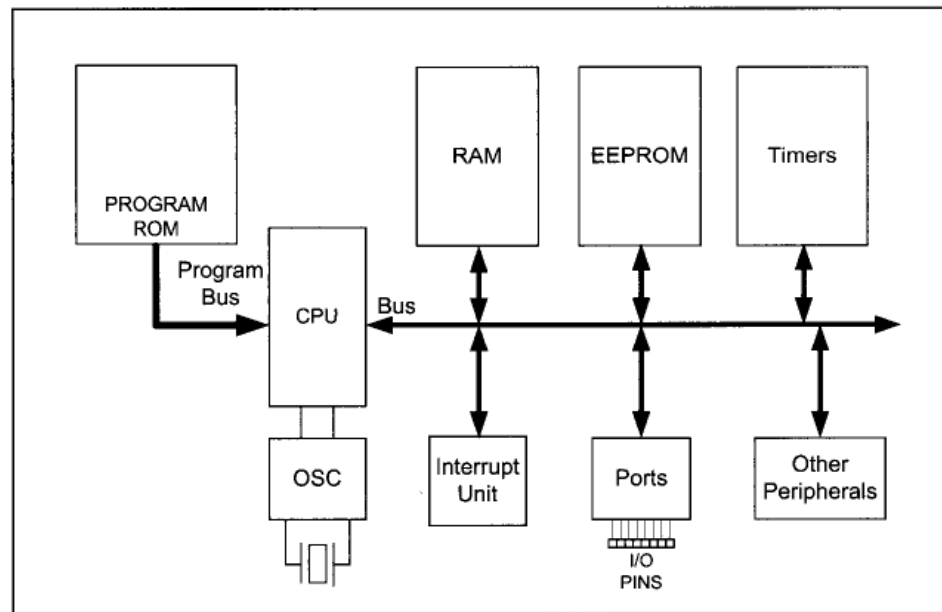 PROGRAM
ROM
RAM
EEPROM
Timers
Program
Bus
CPU
Bus
OSC
Interrupt
Unit
Ports
Other
Peripherals
I/O
PINS